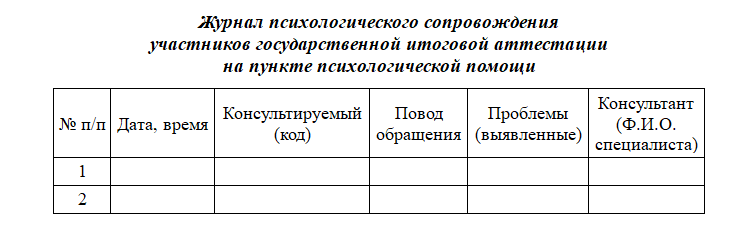 Журнал психологического сопровождения
участников государственной итоговой аттестации
на пункте психологической помощи
№ п/п Дата, время Консультируемый (код) Повод обращения Проблемы (выявленные) Консультант (Ф.И.О. специалиста)
1
2